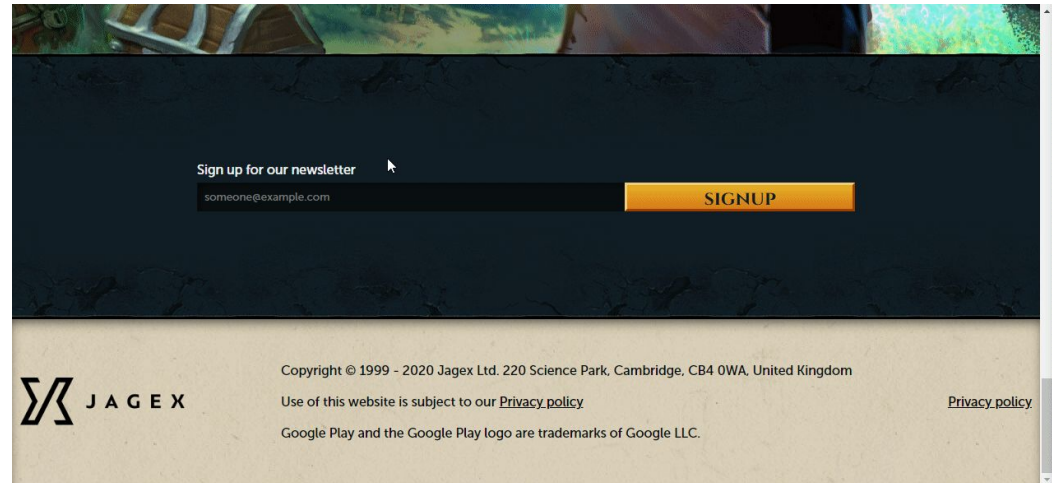 Sign up for our newsletter
someone@example.com
SIGNUP
JAGEX
Copyright © 1999 - 2020 Jagex Ltd. 220 Science Park, Cambridge, CB4 0WA, United Kingdom
Use of this website is subject to our Privacy policy
Privacy policy
Google Play and the Google Play logo are trademarks of Google LLC.